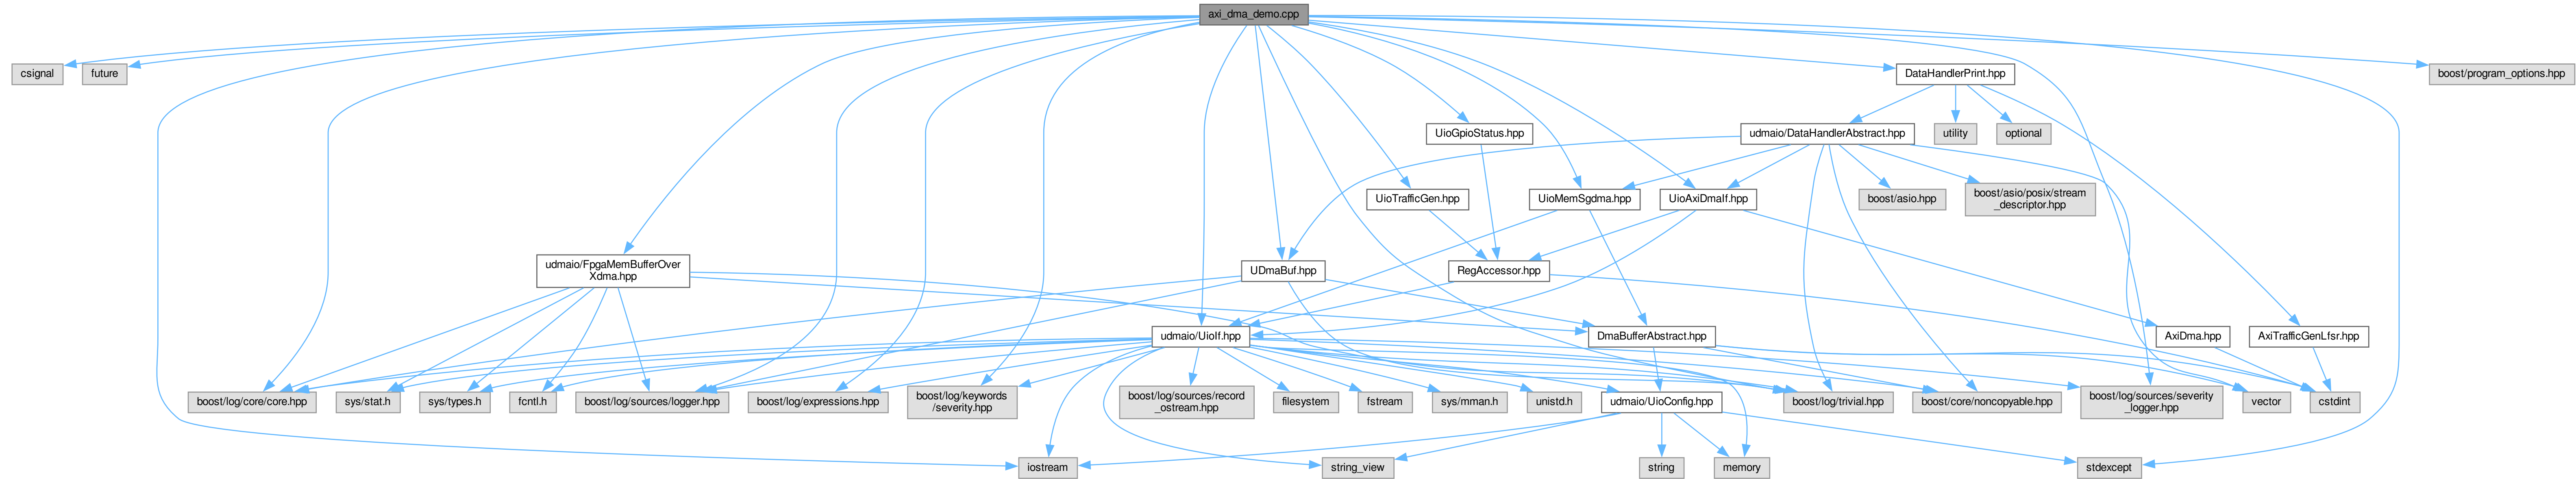 axi_dma_demo.cpp
csignal
future
DataHandlerPrint.hpp
boost/program_options.hpp
UioGpioStatus.hpp
udmaio/DataHandlerAbstract.hpp
utility
optional
UioTrafficGen.hpp
UioMemSgdma.hpp
UioAxiDmaIf.hpp
boost/asio.hpp
boost/asio/posix/stream
_descriptor.hpp
udmaio/FpgaMemBufferOver
Xdma.hpp
UDmaBuf.hpp
RegAccessor.hpp
udmaio/UioIf.hpp
DmaBufferAbstract.hpp
AxiDma.hpp
AxiTrafficGenLfsr.hpp
boost/log/core/core.hpp
sys/stat.h
sys/types.h
fcntl.h
boost/log/sources/logger.hpp
boost/log/expressions.hpp
boost/log/keywords
/severity.hpp
boost/log/sources/record
_ostream.hpp
filesystem
fstream
sys/mman.h
unistd.h
udmaio/UioConfig.hpp
boost/log/trivial.hpp
boost/core/noncopyable.hpp
boost/log/sources/severity
_logger.hpp
vector
cstdint
iostream
string_view
string
memory
stdexcept